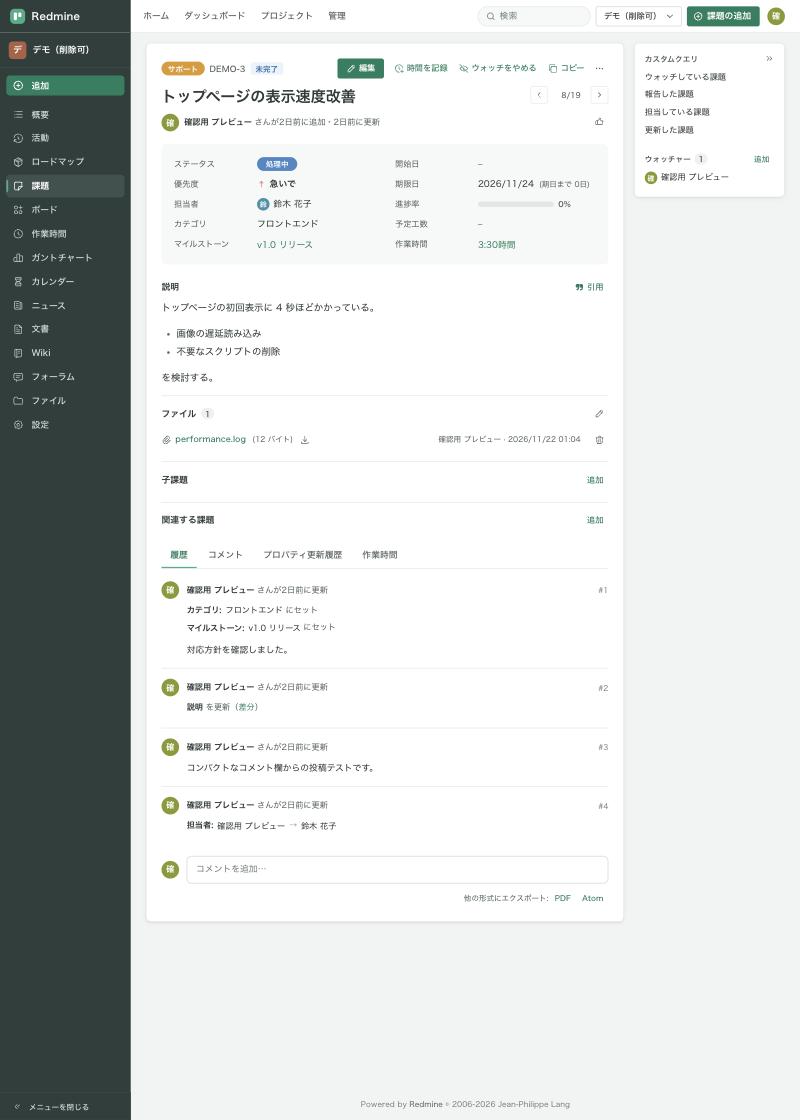 Redmine
ホーム ダッシュボード プロジェクト 管理
検索
デモ（削除可）
課題の追加
確
デ デモ（削除可）
追加
概要
活動
ロードマップ
課題
ボード
作業時間
ガントチャート
カレンダー
ニュース
文書
Wiki
フォーラム
ファイル
設定
メニューを閉じる
サポート DEMO-3 未完了
編集 時間を記録 ウォッチをやめる コピー …
トップページの表示速度改善
8/19
確 確認用 プレビュー さんが2日前に追加・2日前に更新
ステータス 処理中 開始日 –
優先度 ↑ 急いで 期限日 2026/11/24 (期日まで 0日)
担当者 鈴 鈴木 花子 進捗率 0%
カテゴリ フロントエンド 予定工数 –
マイルストーン v1.0 リリース 作業時間 3:30時間
説明 引用
トップページの初回表示に 4 秒ほどかかっている。
• 画像の遅延読み込み
• 不要なスクリプトの削除
を検討する。
ファイル 1
performance.log (12 バイト) 確認用 プレビュー · 2026/11/22 01:04
子課題 追加
関連する課題 追加
履歴 コメント プロパティ更新履歴 作業時間
確 確認用 プレビュー さんが2日前に更新 #1
カテゴリ: フロントエンド にセット
マイルストーン: v1.0 リリース にセット
対応方針を確認しました。
確 確認用 プレビュー さんが2日前に更新 #2
説明 を更新 (差分)
確 確認用 プレビュー さんが2日前に更新 #3
コンパクトなコメント欄からの投稿テストです。
確 確認用 プレビュー さんが2日前に更新 #4
担当者: 確認用 プレビュー → 鈴木 花子
確 コメントを追加…
他の形式にエクスポート: PDF Atom
カスタムクエリ »
ウォッチしている課題
報告した課題
担当している課題
更新した課題
ウォッチャー 1 追加
確 確認用 プレビュー
Powered by Redmine © 2006-2026 Jean-Philippe Lang